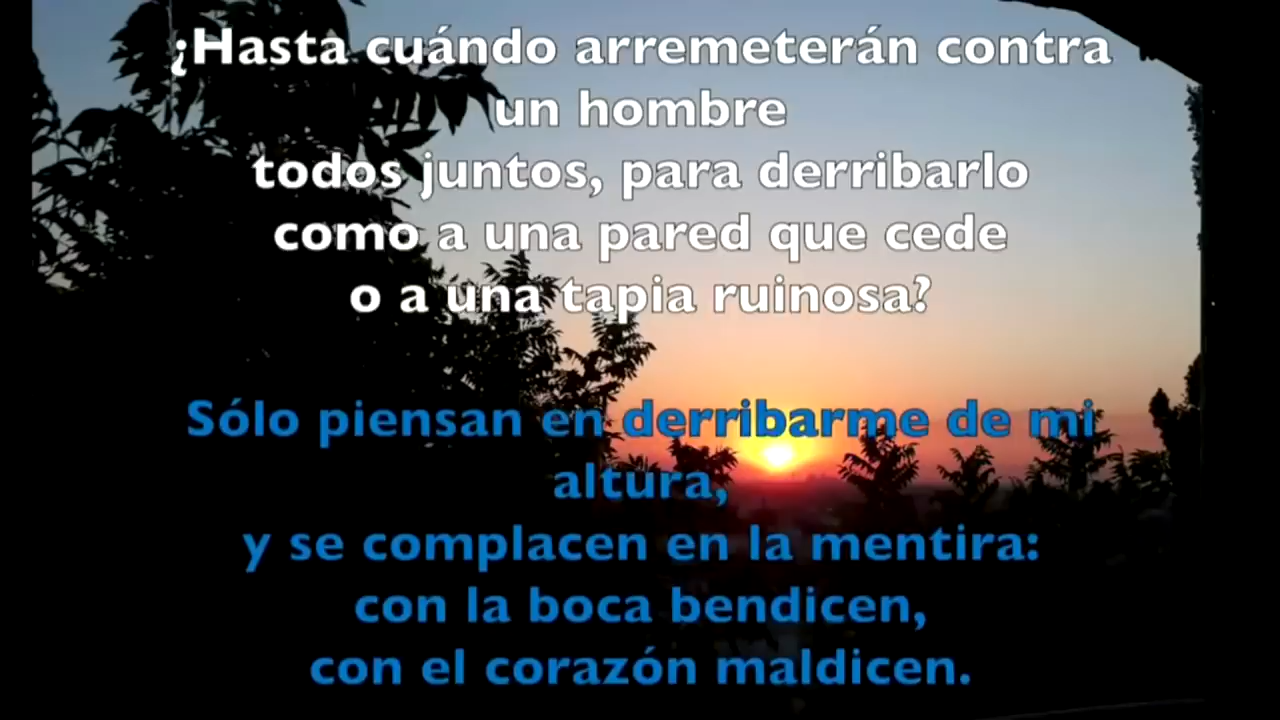 ¿Hasta cuándo arremeterán contra
un hombre
todos juntos, para derribarlo
como a una pared que cede
o a una tapia ruinosa?
Sólo piensan en derribarme de mi
altura,
y se complacen en la mentira:
con la boca bendicen,
con el corazón maldicen.